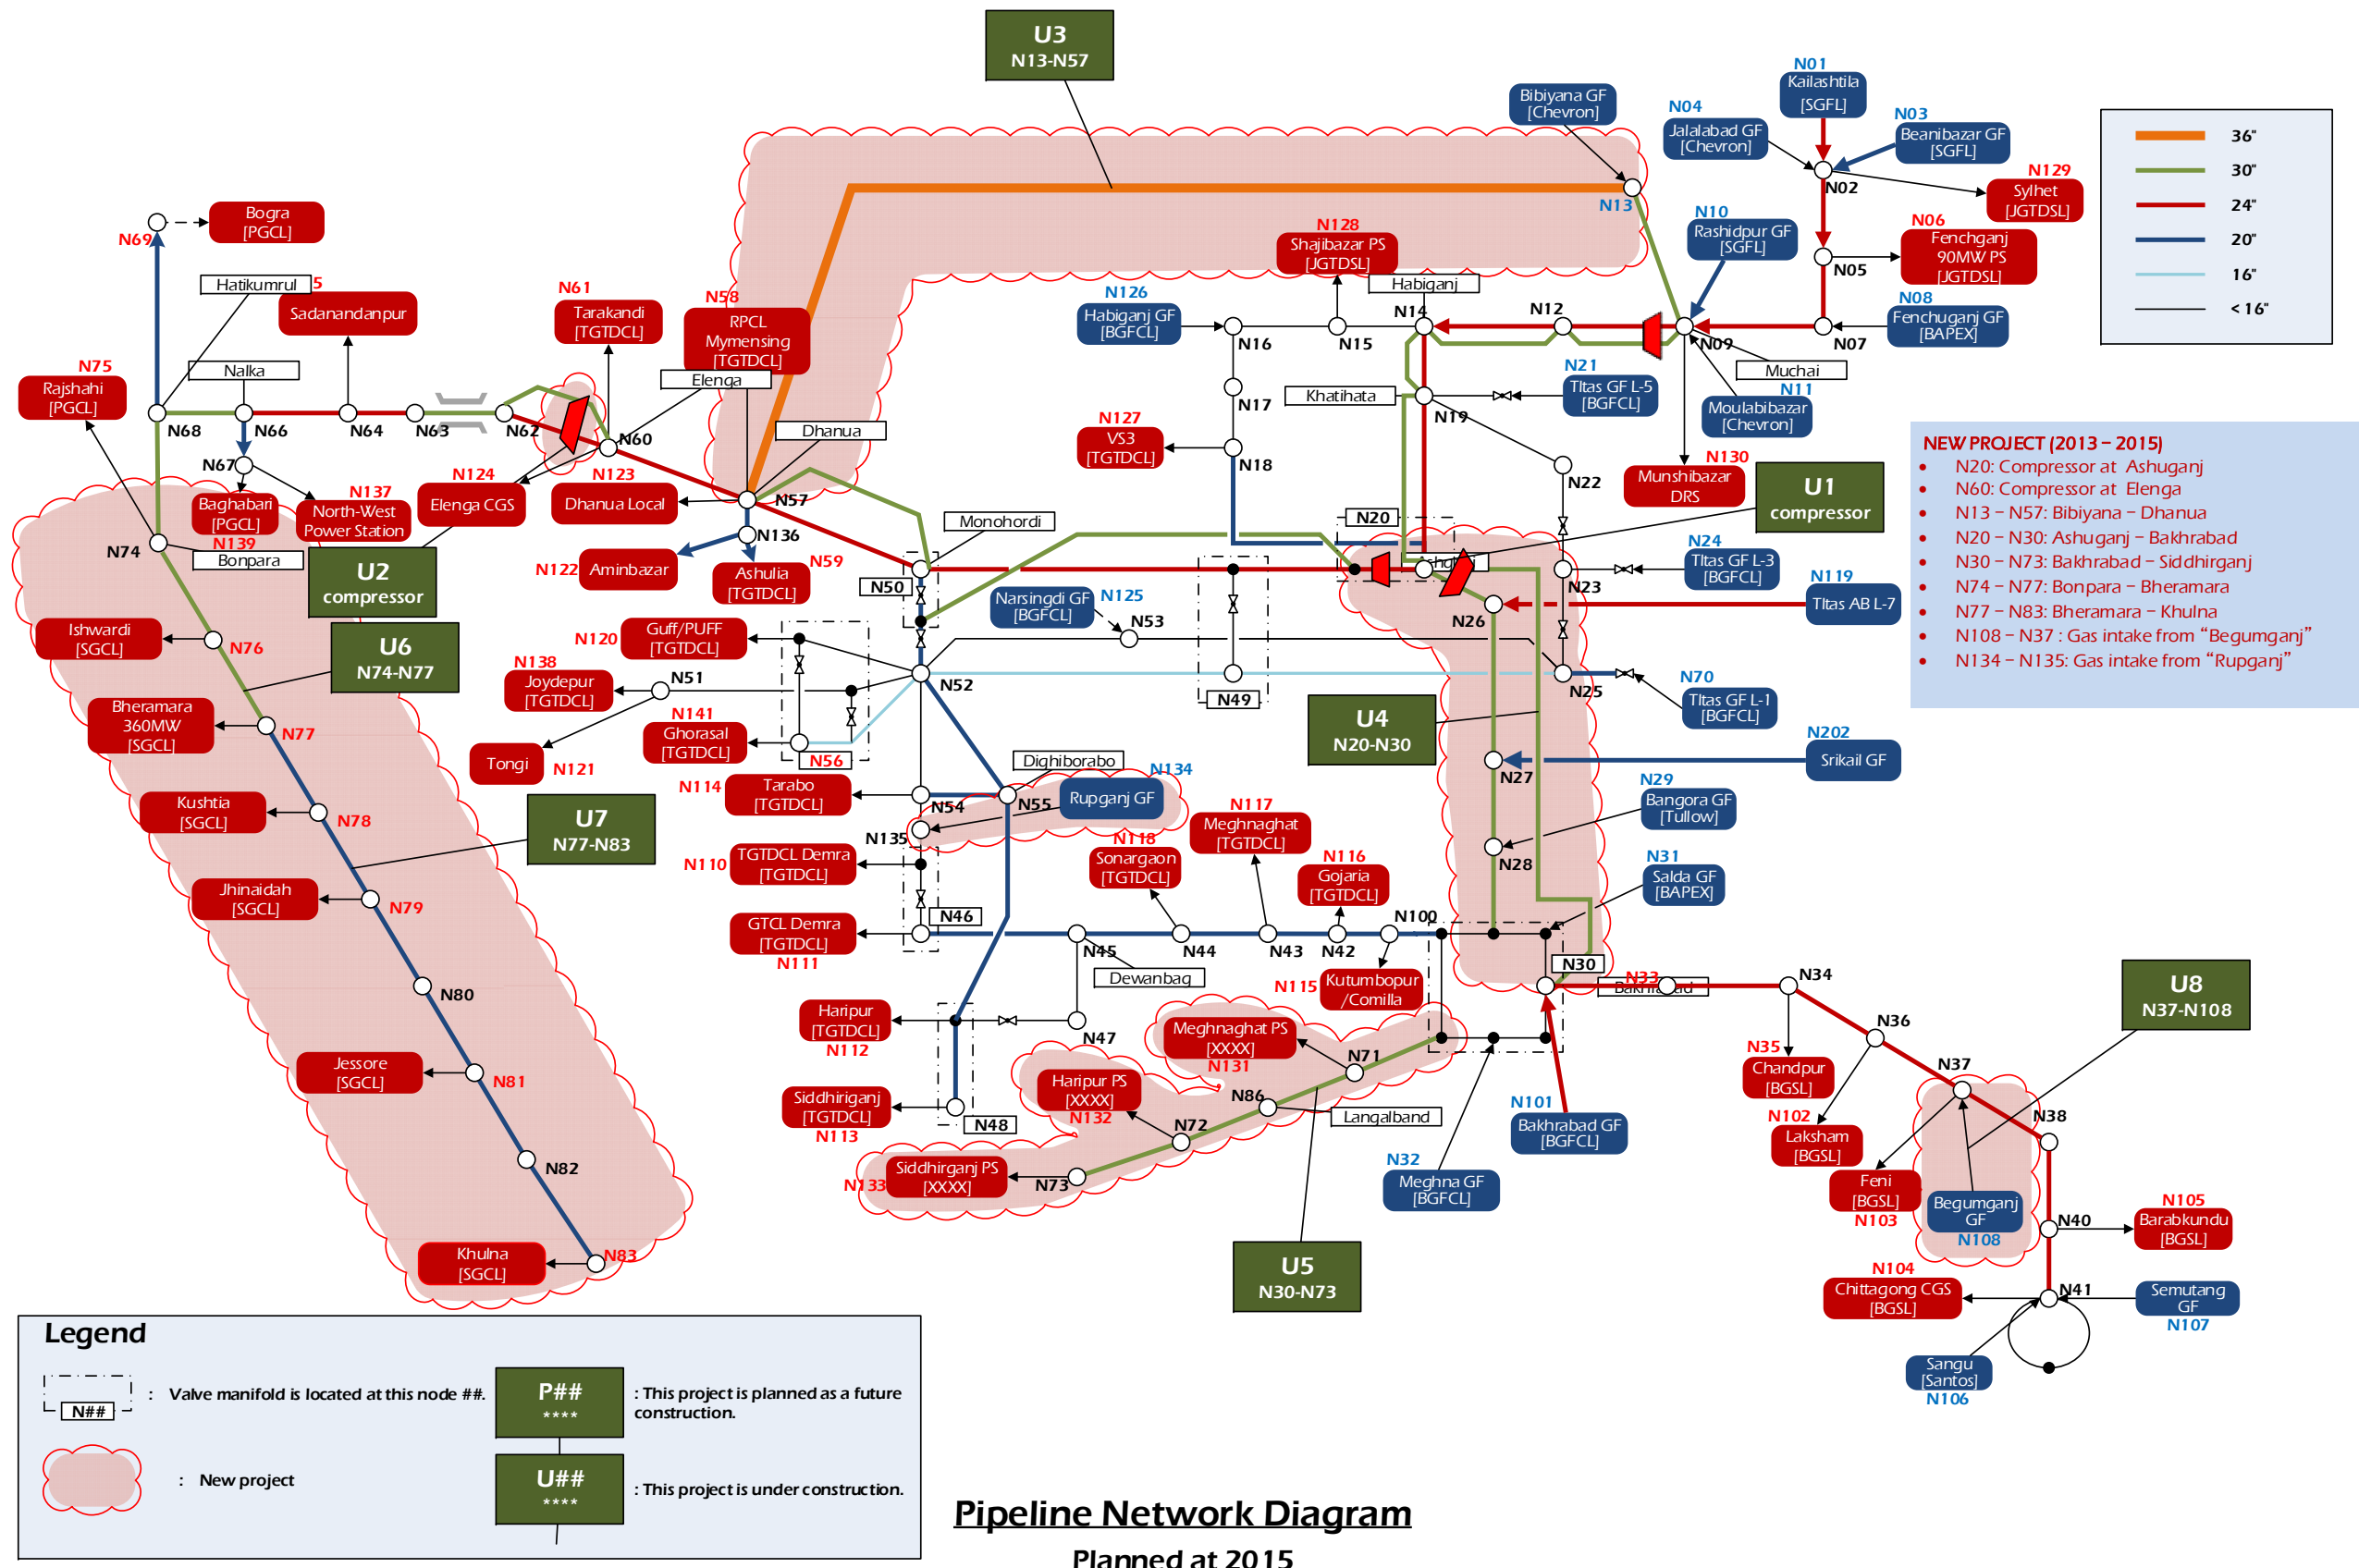 U3
N13-N57
Bibiyana GF
[Chevron]
N13
N01
Kailashtila
[SGFL]
N04
Jalalabad GF
[Chevron]
N03
Beanibazar GF
[SGFL]
N02
N129
Sylhet
[JGTDSL]
N06
Fenchganj
90MW PS
[JGTDSL]
N05
N10
Rashidpur GF
[SGFL]
N08
Fenchuganj GF
[BAPEX]
N07
N09
Muchai
N11
Moulabibazar
[Chevron]
N130
Munshibazar
DRS
36"
30"
24"
20"
16"
< 16"
N128
Shajibazar PS
[JGTDSL]
Habiganj
N14
N12
N126
Habiganj GF
[BGFCL]
N16
N15
N17
N127
VS3
[TGTDCL]
N18
Khatihata
N19
N21
TItas GF L-5
[BGFCL]
N22
N69
Bogra
[PGCL]
Hatikumrul
5
Sadanandanpur
N61
Tarakandi
[TGTDCL]
N58
RPCL
Mymensing
[TGTDCL]
Elenga
N75
Rajshahi
[PGCL]
Nalka
N68
N66
N64
N63
N62
N60
N67
Baghabari
[PGCL]
N139
N137
North-West
Power Station
N124
Elenga CGS
N123
Dhanua Local
Dhanua
N57
N136
N122
Aminbazar
Ashulia
[TGTDCL]
N59
N74
Bonpara
U2
compressor
Monohordi
N50
N20
U1
compressor
N23
N24
TItas GF L-3
[BGFCL]
N119
TItas AB L-7
N26
NEW PROJECT (2013 – 2015)
• N20: Compressor at Ashuganj
• N60: Compressor at Elenga
• N13 – N57: Bibiyana – Dhanua
• N20 – N30: Ashuganj – Bakhrabad
• N30 – N73: Bakhrabad – Siddhirganj
• N74 – N77: Bonpara – Bheramara
• N77 – N83: Bheramara – Khulna
• N108 – N37 : Gas intake from “Begumganj”
• N134 – N135: Gas intake from “Rupganj”
Narsingdi GF
[BGFCL]
N125
N53
N120
Guff/PUFF
[TGTDCL]
N138
Joydepur
[TGTDCL]
N51
N141
Ghorasal
[TGTDCL]
N56
Tongi
N121
N52
N49
N25
N70
TItas GF L-1
[BGFCL]
Ishwardi
[SGCL]
N76
U6
N74-N77
Bheramara
360MW
[SGCL]
N77
Kushtia
[SGCL]
N78
U7
N77-N83
Jhinaidah
[SGCL]
N79
N80
Jessore
[SGCL]
N81
N82
Khulna
[SGCL]
N83
N114
Tarabo
[TGTDCL]
N54
N55
Dighiborabo
N134
Rupganj GF
N135
N110
TGTDCL Demra
[TGTDCL]
N46
GTCL Demra
[TGTDCL]
N111
N45
Dewanbag
N47
N118
Sonargaon
[TGTDCL]
N44
N117
Meghnaghat
[TGTDCL]
N43
N116
Gojaria
[TGTDCL]
N42
N100
N115
Kutumbopur
/Comilla
U4
N20-N30
N27
N202
Srikail GF
N28
N29
Bangora GF
[Tullow]
N31
Salda GF
[BAPEX]
N30
N33
N34
Haripur
[TGTDCL]
N112
Siddhiriganj
[TGTDCL]
N113
N48
Meghnaghat PS
[XXXX]
N131
N71
Haripur PS
[XXXX]
N132
N86
Langalband
N72
Siddhirganj PS
[XXXX]
N133
N73
U5
N30-N73
N32
Meghna GF
[BGFCL]
N101
Bakhrabad GF
[BGFCL]
N35
Chandpur
[BGSL]
N36
N102
Laksham
[BGSL]
N37
U8
N37-N108
N38
Feni
[BGSL]
N103
Begumganj
GF
N108
N40
N105
Barabkundu
[BGSL]
N104
Chittagong CGS
[BGSL]
N41
Semutang
GF
N107
Sangu
[Santos]
N106
Legend
N##
: Valve manifold is located at this node ##.
: New project
P##
****
: This project is planned as a future
construction.
U##
****
: This project is under construction.
Pipeline Network Diagram
Planned at 2015